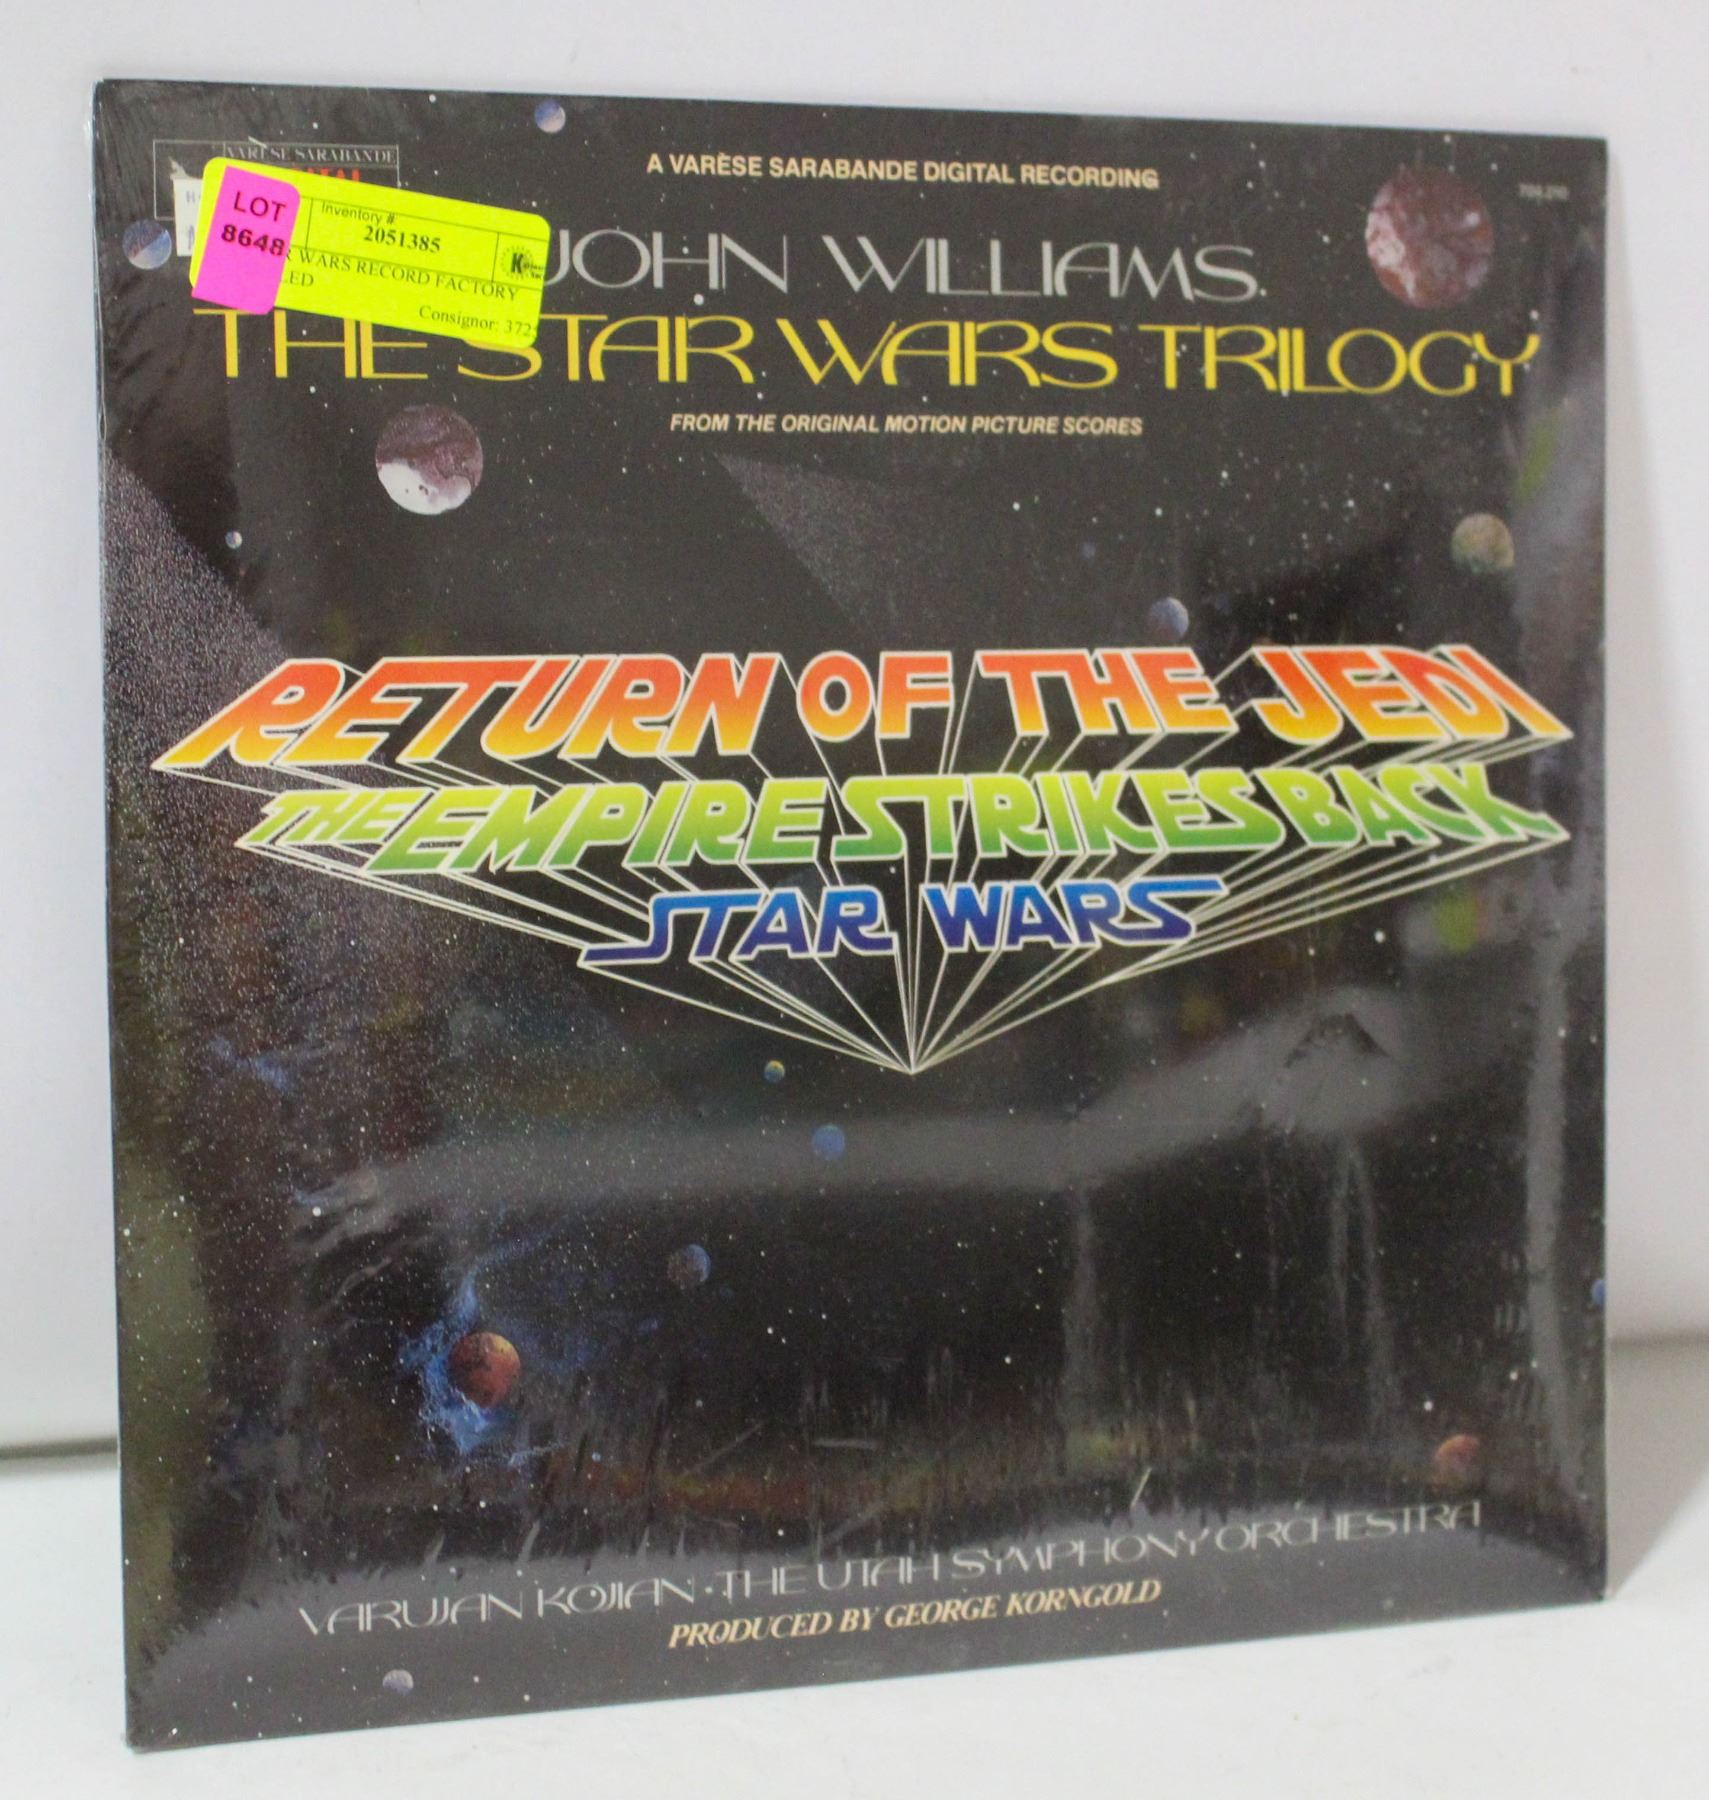 A VARÈSE SARABANDE DIGITAL RECORDING
VARÈSE SARABANDE
LOT
8648
Inventory #
2051385
WARS RECORD FACTORY
Consignor: 372
JOHN WILLIAMS
THE STAR WARS TRILOGY
FROM THE ORIGINAL MOTION PICTURE SCORES
RETURN OF THE JEDI
THE EMPIRE STRIKES BACK
STAR WARS
VARUJAN KOJIAN • THE UTAH SYMPHONY ORCHESTRA
PRODUCED BY GEORGE KORNGOLD